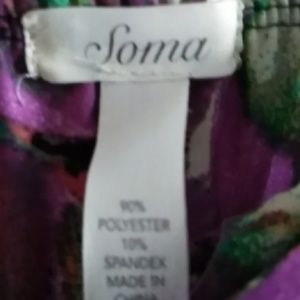 Soma
90%
POLYESTER
10%
SPANDEX
MADE IN
CHINA